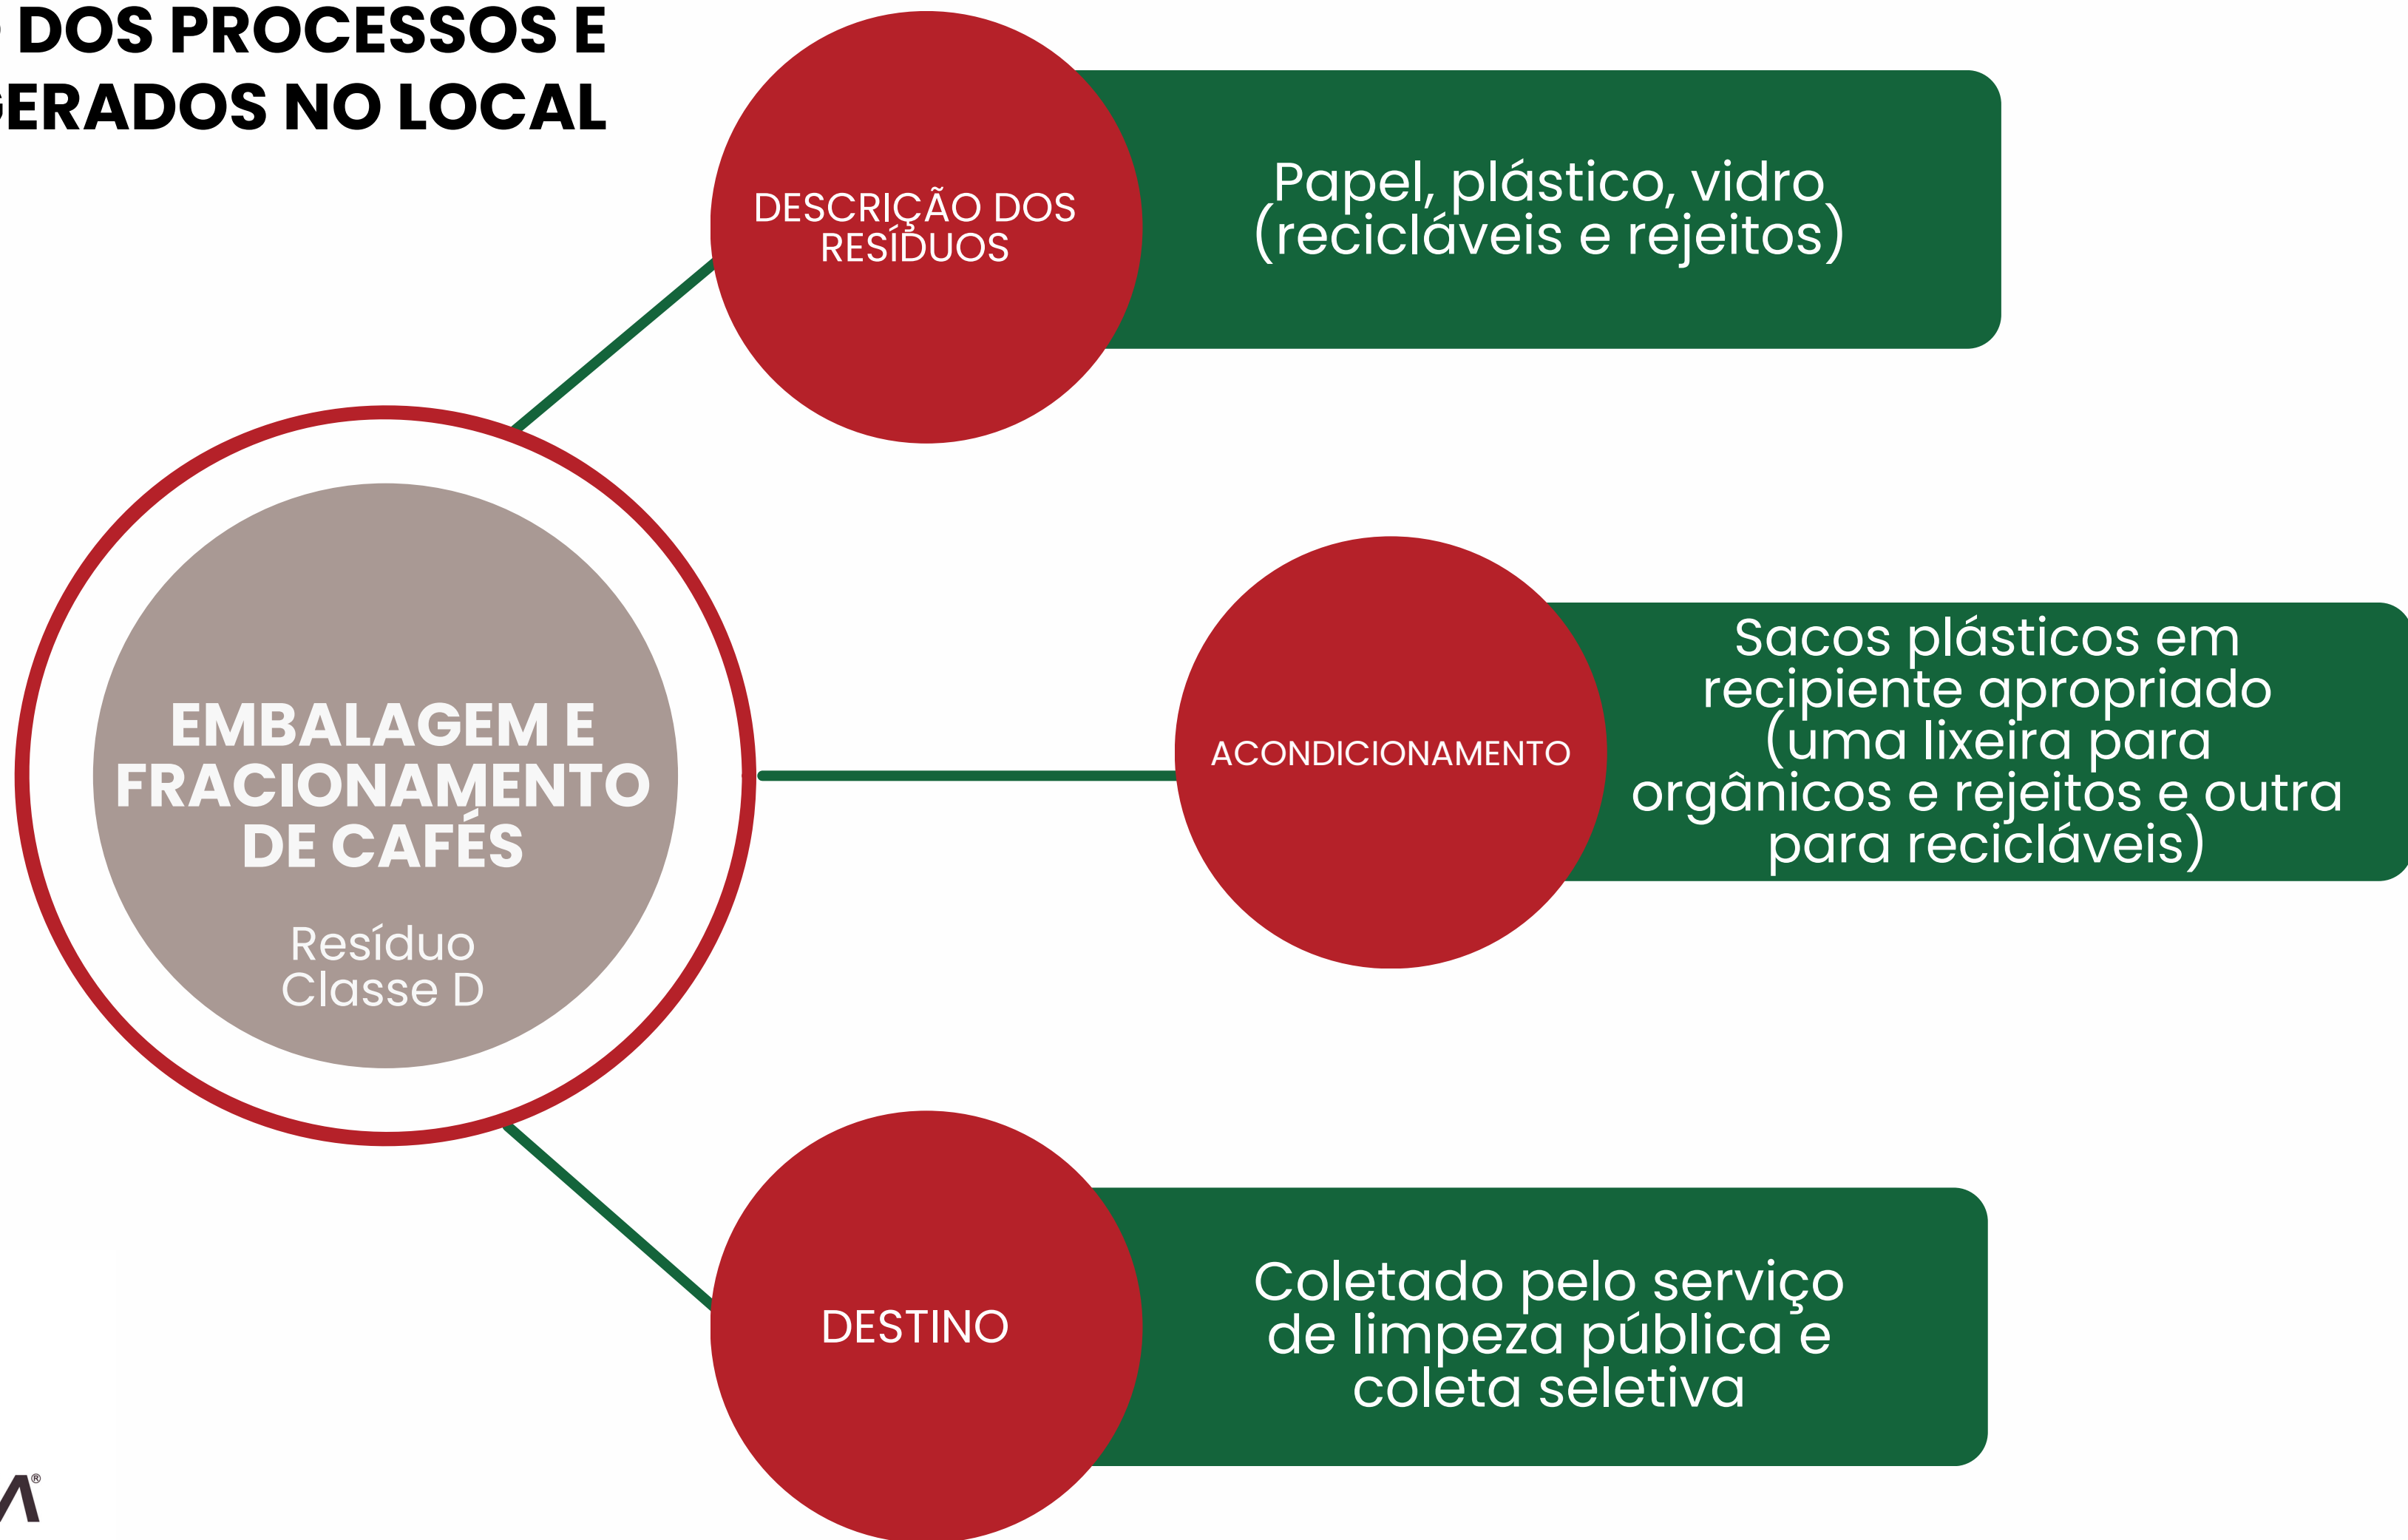 DOS PROCESSOS E
GERADOS NO LOCAL
DESCRIÇÃO DOS
RESÍDUOS
Papel, plástico, vidro
(recicláveis e rejeitos)
EMBALAGEM E
FRACIONAMENTO
DE CAFÉS
Resíduo
Classe D
ACONDICIONAMENTO
Sacos plásticos em
recipiente apropriado
(uma lixeira para
orgânicos e rejeitos e outra
para recicláveis)
DESTINO
Coletado pelo serviço
de limpeza pública e
coleta seletiva